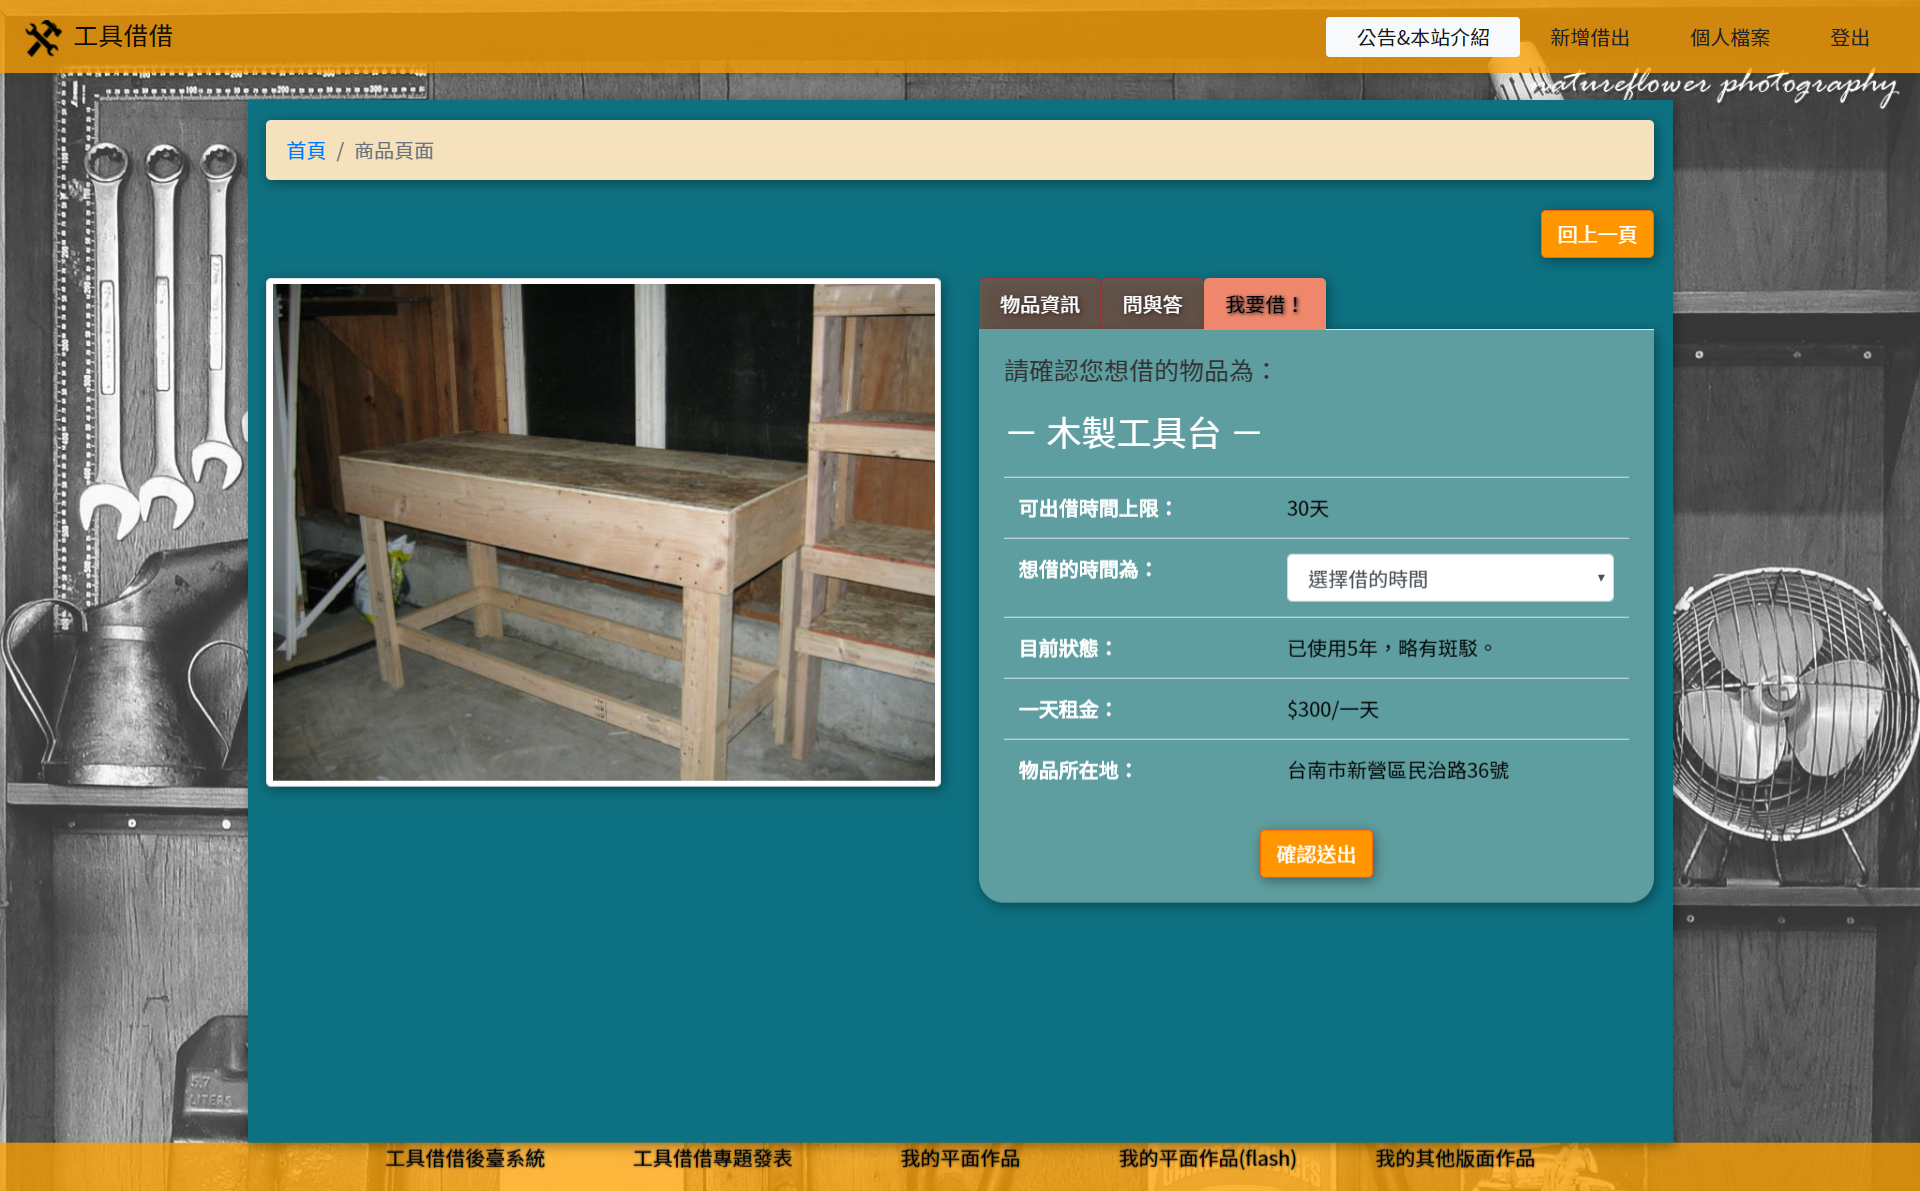 工具借借
公告&本站介紹
新增借出
個人檔案
登出
natureflower photography
首頁 / 商品頁面
回上一頁
物品資訊
問與答
我要借！
請確認您想借的物品為：
— 木製工具台 —
可出借時間上限：
30天
想借的時間為：
選擇借的時間
目前狀態：
已使用5年，略有斑駁。
一天租金：
$300/一天
物品所在地：
台南市新營區民治路36號
確認送出
5.7
LITERS
工具借借後臺系統
工具借借專題發表
我的平面作品
我的平面作品(flash)
我的其他版面作品